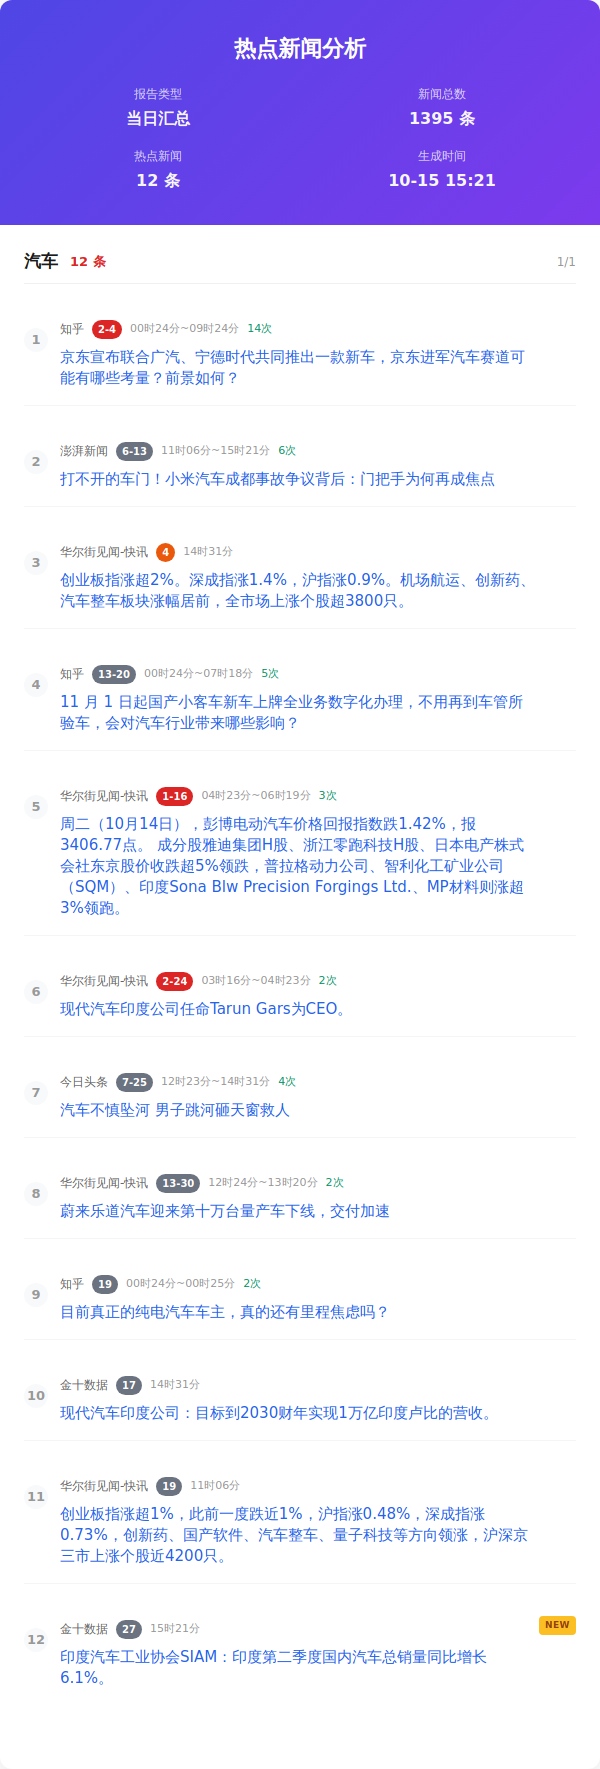 热点新闻分析
报告类型
新闻总数
当日汇总
1395 条
热点新闻
生成时间
12 条
10-15 15:21
汽车 12 条 1/1
1
知乎 2-4 00时24分~09时24分 14次
京东宣布联合广汽、宁德时代共同推出一款新车，京东进军汽车赛道可
能有哪些考量？前景如何？
2
澎湃新闻 6-13 11时06分~15时21分 6次
打不开的车门！小米汽车成都事故争议背后：门把手为何再成焦点
3
华尔街见闻-快讯 4 14时31分
创业板指涨超2%。深成指涨1.4%，沪指涨0.9%。机场航运、创新药、
汽车整车板块涨幅居前，全市场上涨个股超3800只。
4
知乎 13-20 00时24分~07时18分 5次
11 月 1 日起国产小客车新车上牌全业务数字化办理，不用再到车管所
验车，会对汽车行业带来哪些影响？
5
华尔街见闻-快讯 1-16 04时23分~06时19分 3次
周二（10月14日），彭博电动汽车价格回报指数跌1.42%，报
3406.77点。 成分股雅迪集团H股、浙江零跑科技H股、日本电产株式
会社东京股价收跌超5%领跌，普拉格动力公司、智利化工矿业公司
（SQM）、印度Sona Blw Precision Forgings Ltd.、MP材料则涨超
3%领跑。
6
华尔街见闻-快讯 2-24 03时16分~04时23分 2次
现代汽车印度公司任命Tarun Gars为CEO。
7
今日头条 7-25 12时23分~14时31分 4次
汽车不慎坠河 男子跳河砸天窗救人
8
华尔街见闻-快讯 13-30 12时24分~13时20分 2次
蔚来乐道汽车迎来第十万台量产车下线，交付加速
9
知乎 19 00时24分~00时25分 2次
目前真正的纯电汽车车主，真的还有里程焦虑吗？
10
金十数据 17 14时31分
现代汽车印度公司：目标到2030财年实现1万亿印度卢比的营收。
11
华尔街见闻-快讯 19 11时06分
创业板指涨超1%，此前一度跌近1%，沪指涨0.48%，深成指涨
0.73%，创新药、国产软件、汽车整车、量子科技等方向领涨，沪深京
三市上涨个股近4200只。
12
金十数据 27 15时21分 NEW
印度汽车工业协会SIAM：印度第二季度国内汽车总销量同比增长
6.1%。